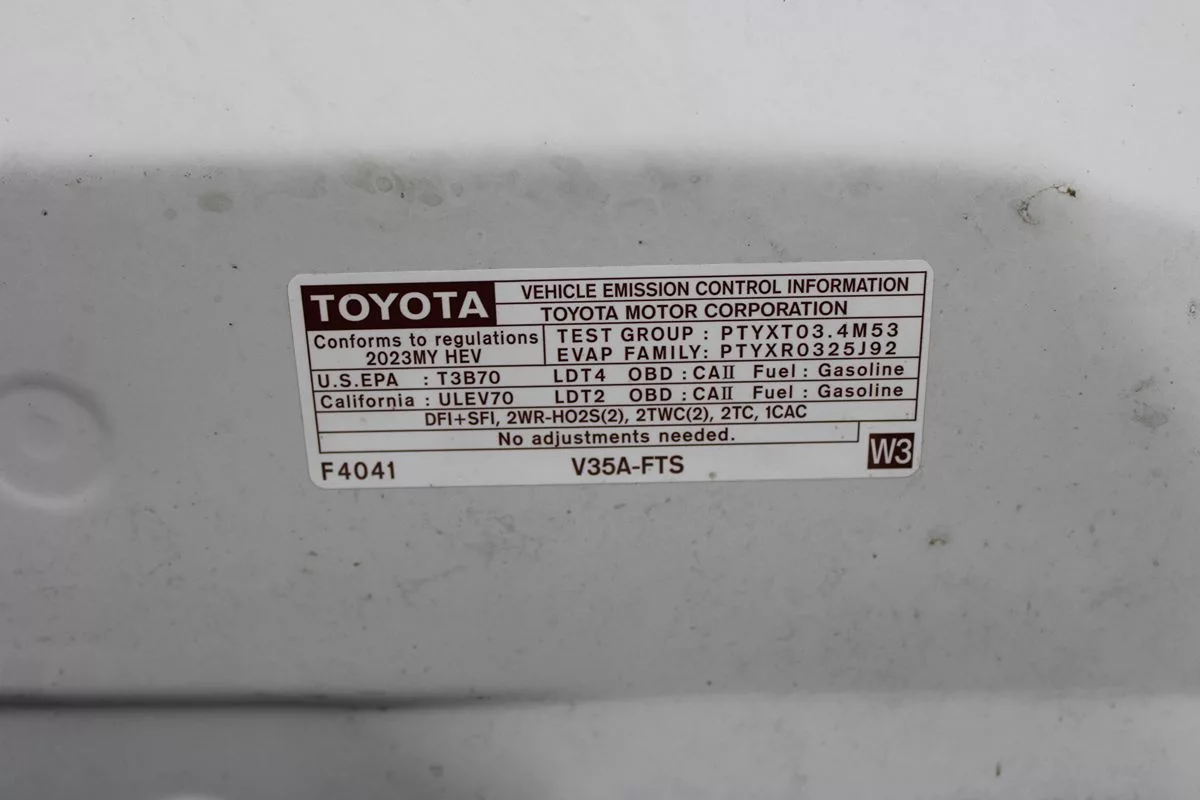 TOYOTA
VEHICLE EMISSION CONTROL INFORMATION
TOYOTA MOTOR CORPORATION
Conforms to regulations
2023MY HEV
TEST GROUP : PTYXT03.4M53
EVAP FAMILY: PTYXR0325J92
U.S.EPA : T3B70 LDT4 OBD : CAII Fuel : Gasoline
California : ULEV70 LDT2 OBD : CAII Fuel : Gasoline
DFI+SFI, 2WR-HO2S(2), 2TWC(2), 2TC, 1CAC
No adjustments needed.
F4041 V35A-FTS W3